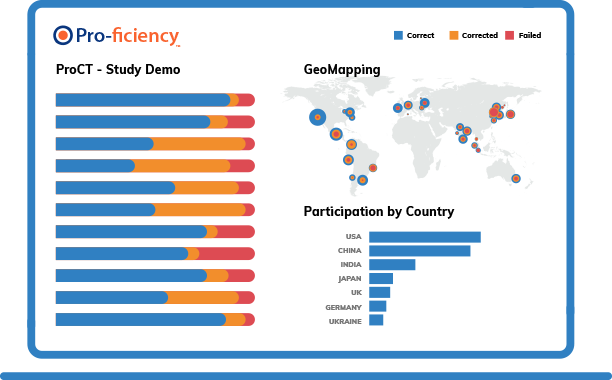 Pro-ficiency™
Correct
Corrected
Failed
ProCT - Study Demo
GeoMapping
Participation by Country
USA
CHINA
INDIA
JAPAN
UK
GERMANY
UKRAINE